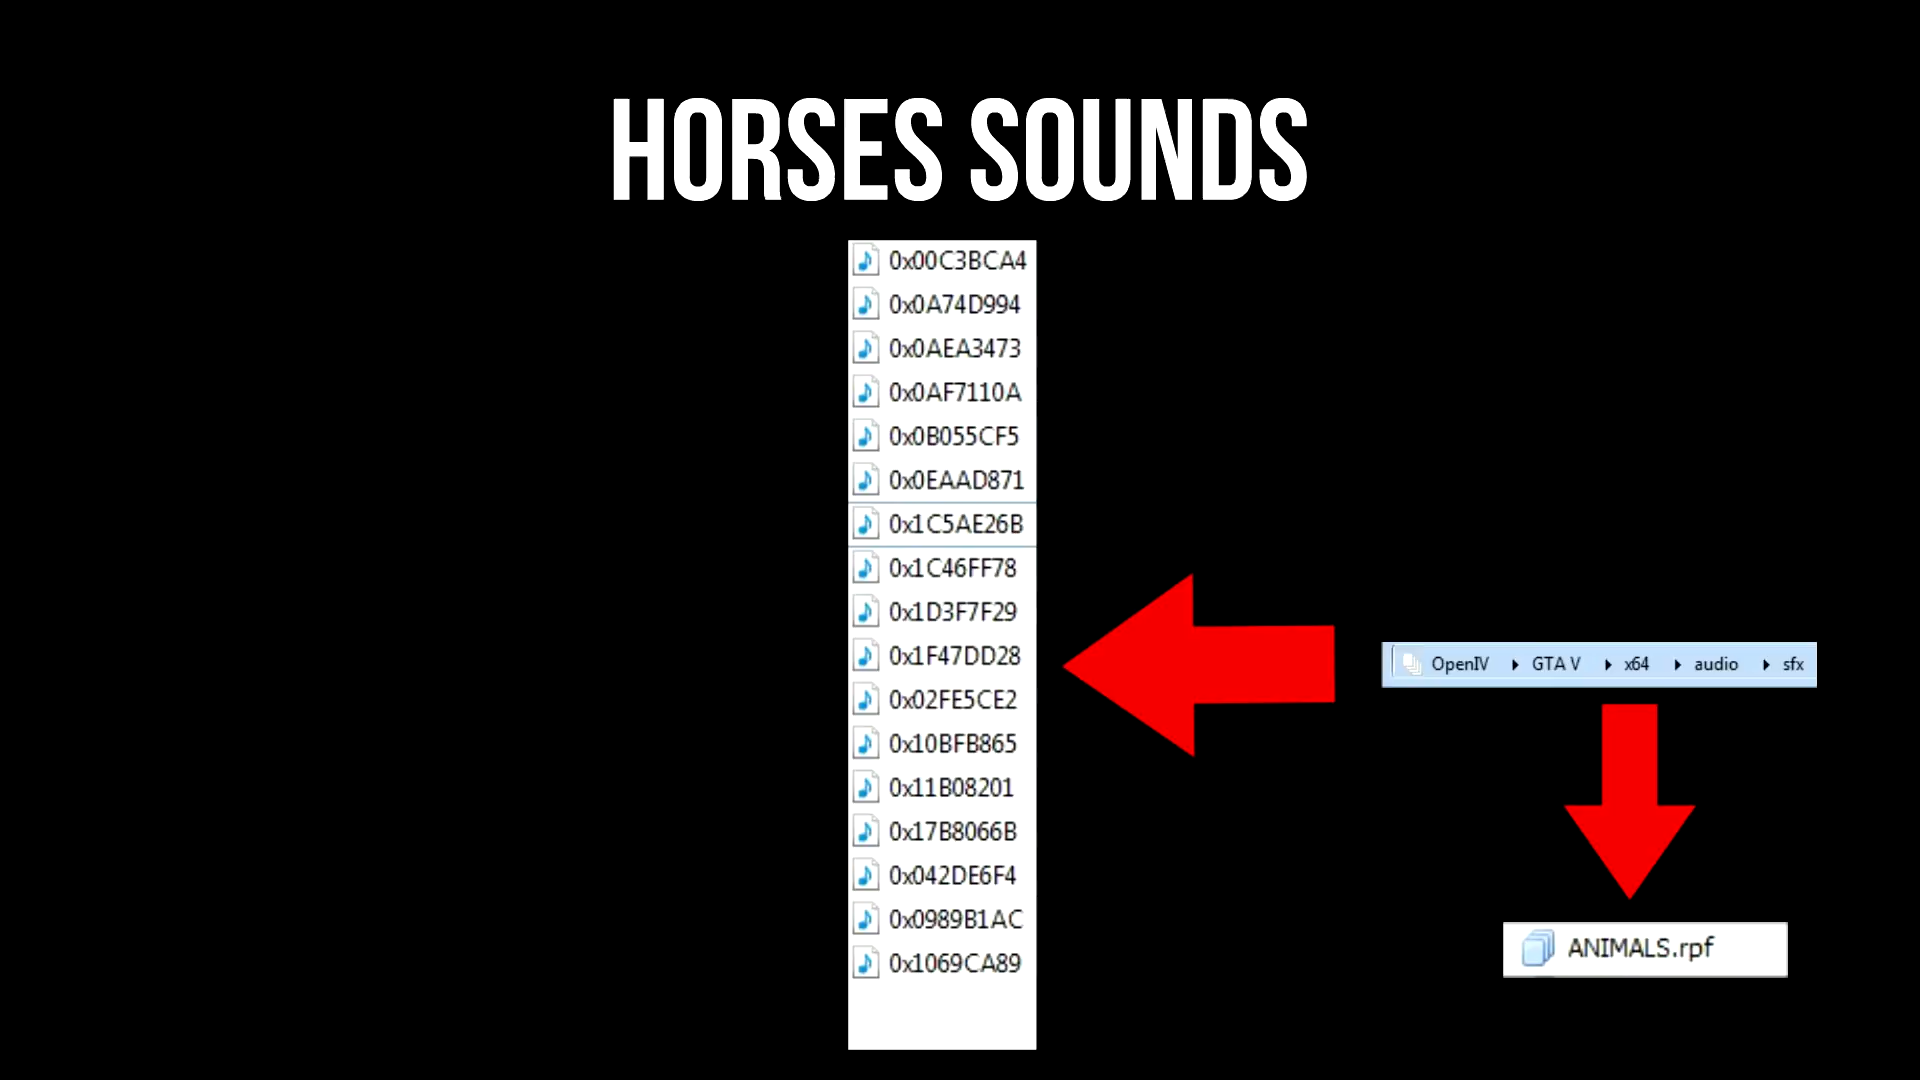 HORSES SOUNDS
0x00C3BCA4
0x0A74D994
0x0AEA3473
0x0AF7110A
0x0B055CF5
0x0EAAD871
0x1C5AE26B
0x1C46FF78
0x1D3F7F29
0x1F47DD28
0x02FE5CE2
0x10BFB865
0x11B08201
0x17B8066B
0x042DE6F4
0x0989B1AC
0x1069CA89
OpenIV GTA V x64 audio sfx
ANIMALS.rpf